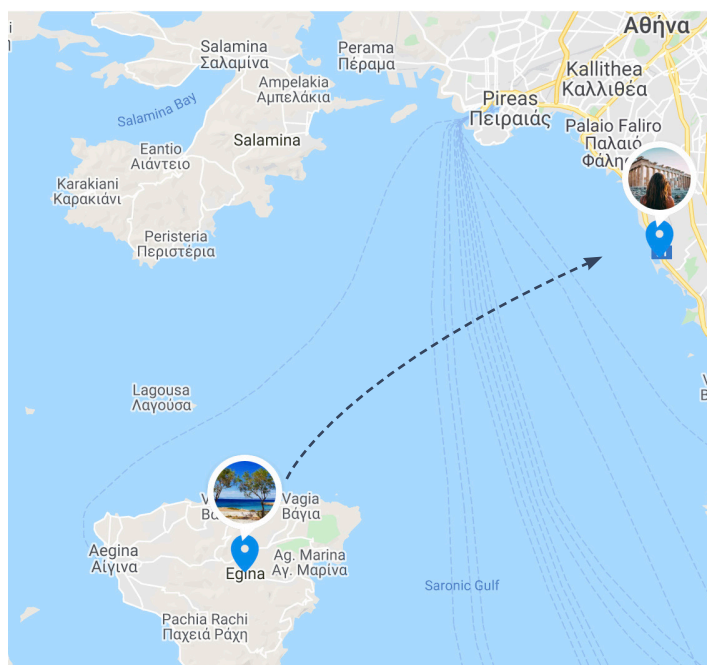 Αθήνα
Salamina
Σαλαμίνα
Perama
Πέραμα
Kallithea
Καλλιθέα
Ampelakia
Αμπελάκια
Pireas
Πειραιάς
Salamina Bay
Palaio Faliro
Παλαιό
Salamina
Eantio
Αιάντειο
Karakiani
Καρακιάνι
Peristeria
Περιστέρια
Lagousa
Λαγούσα
Vagia
Βάγια
Aegina
Αίγινα
Ag. Marina
Αγ. Μαρίνα
Egina
Saronic Gulf
Pachia Rachi
Παχειά Ράχη